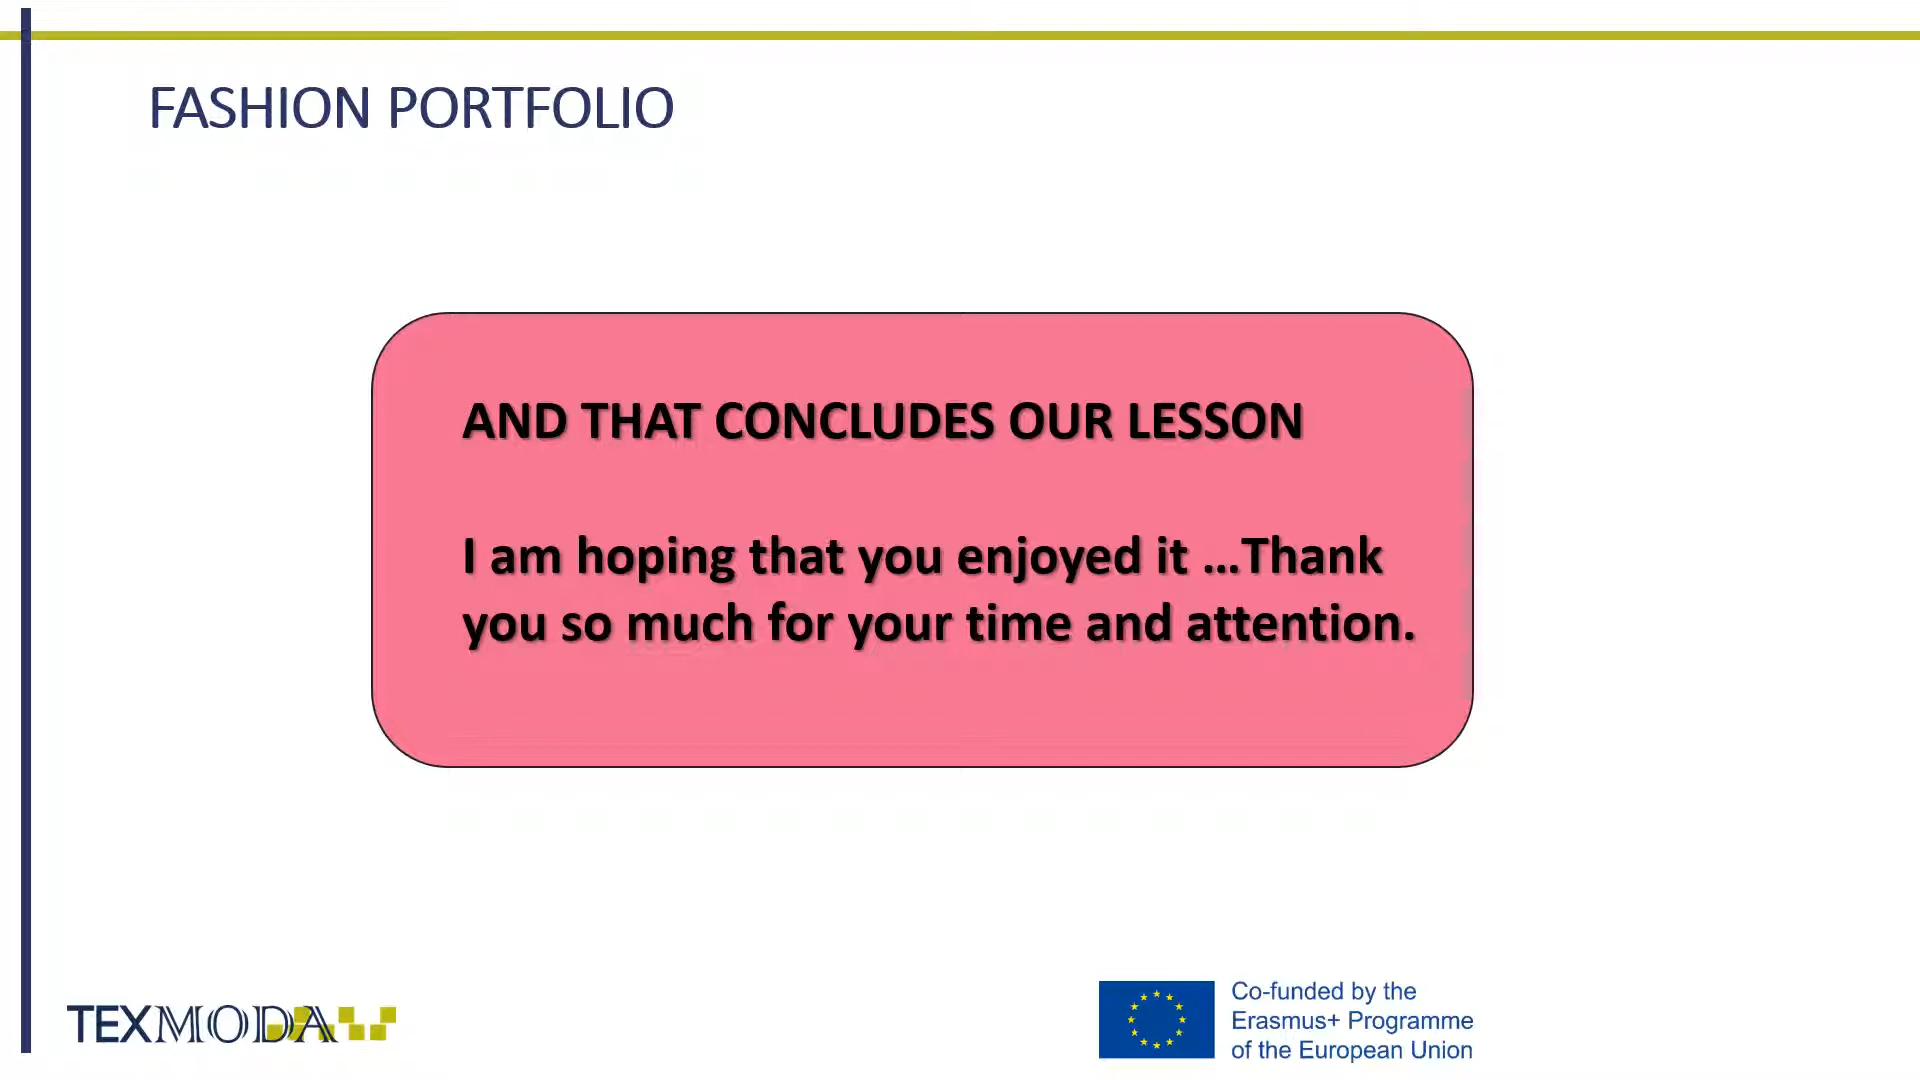 FASHION PORTFOLIO
AND THAT CONCLUDES OUR LESSON
I am hoping that you enjoyed it ...Thank
you so much for your time and attention.
TEXMODA
Co-funded by the
Erasmus+ Programme
of the European Union